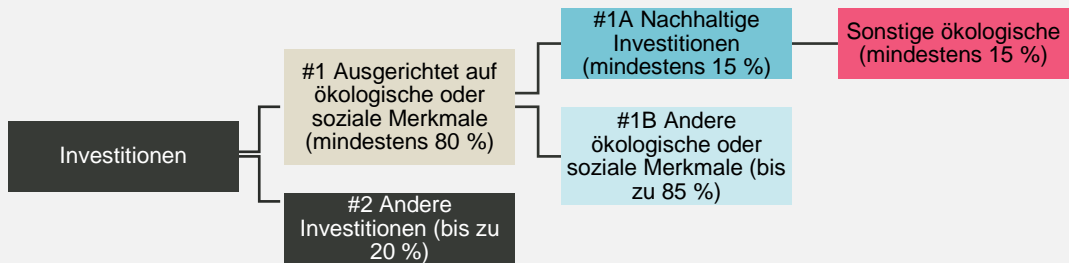 Investitionen
#1 Ausgerichtet auf
ökologische oder
soziale Merkmale
(mindestens 80 %)
#2 Andere
Investitionen (bis zu
20 %)
#1A Nachhaltige
Investitionen
(mindestens 15 %)
#1B Andere
ökologische oder
soziale Merkmale (bis
zu 85 %)
Sonstige ökologische
(mindestens 15 %)